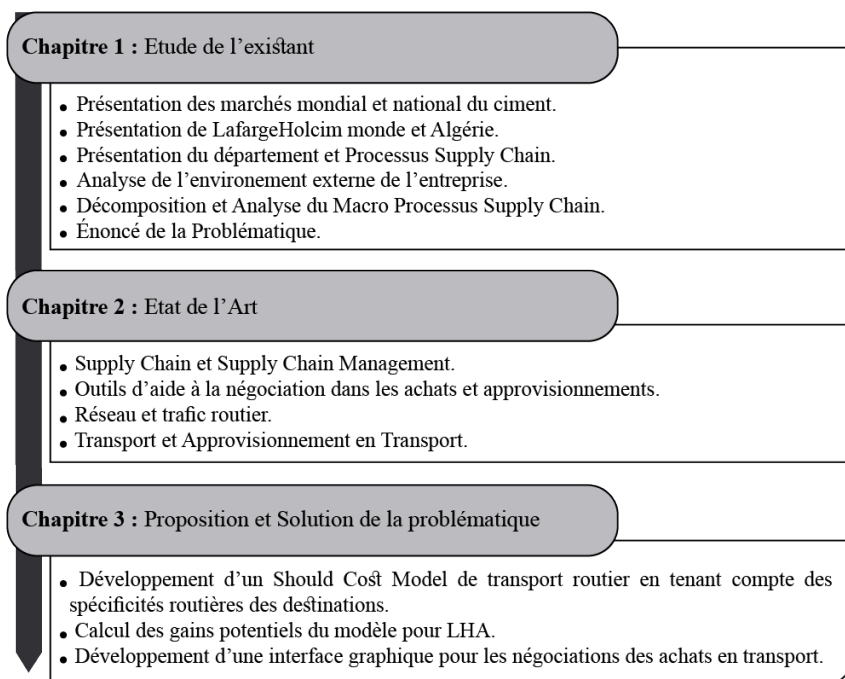 Chapitre 1 : Etude de l'existant
• Présentation des marchés mondial et national du ciment.
• Présentation de LafargeHolcim monde et Algérie.
• Présentation du département et Processus Supply Chain.
• Analyse de l'environement externe de l'entreprise.
• Décomposition et Analyse du Macro Processus Supply Chain.
• Énoncé de la Problématique.
Chapitre 2 : Etat de l'Art
• Supply Chain et Supply Chain Management.
• Outils d'aide à la négociation dans les achats et approvisionnements.
• Réseau et trafic routier.
• Transport et Approvisionnement en Transport.
Chapitre 3 : Proposition et Solution de la problématique
• Développement d'un Should Cost Model de transport routier en tenant compte des
spécificités routières des destinations.
• Calcul des gains potentiels du modèle pour LHA.
• Développement d'une interface graphique pour les négociations des achats en transport.